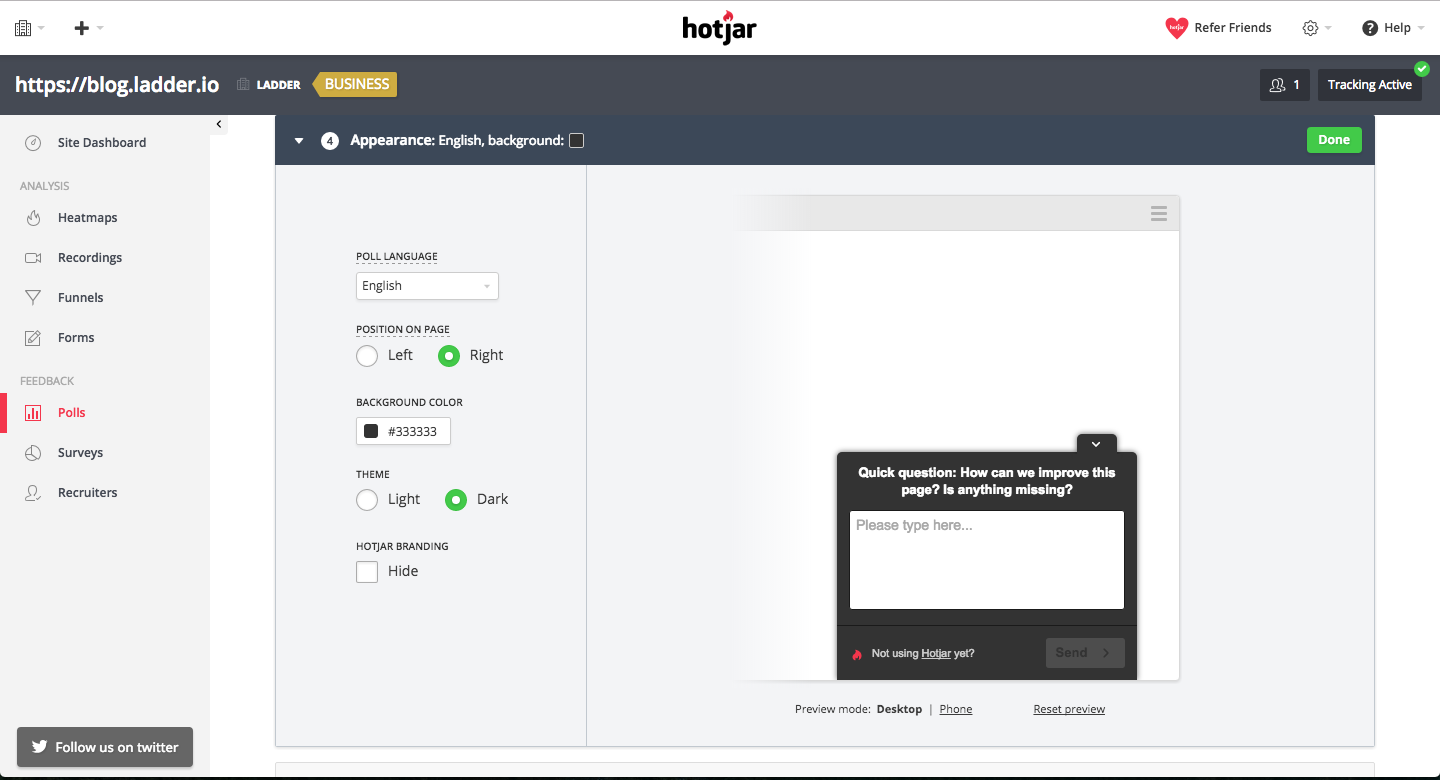 hotjar
Refer Friends
Help
https://blog.ladder.io
LADDER
BUSINESS
1
Tracking Active
Site Dashboard
ANALYSIS
Heatmaps
Recordings
Funnels
Forms
FEEDBACK
Polls
Surveys
Recruiters
Follow us on twitter
4 Appearance: English, background:
Done
POLL LANGUAGE
English
POSITION ON PAGE
Left Right
BACKGROUND COLOR
#333333
THEME
Light Dark
HOTJAR BRANDING
Hide
Quick question: How can we improve this
page? Is anything missing?
Please type here...
Not using Hotjar yet?
Send
Preview mode: Desktop | Phone
Reset preview